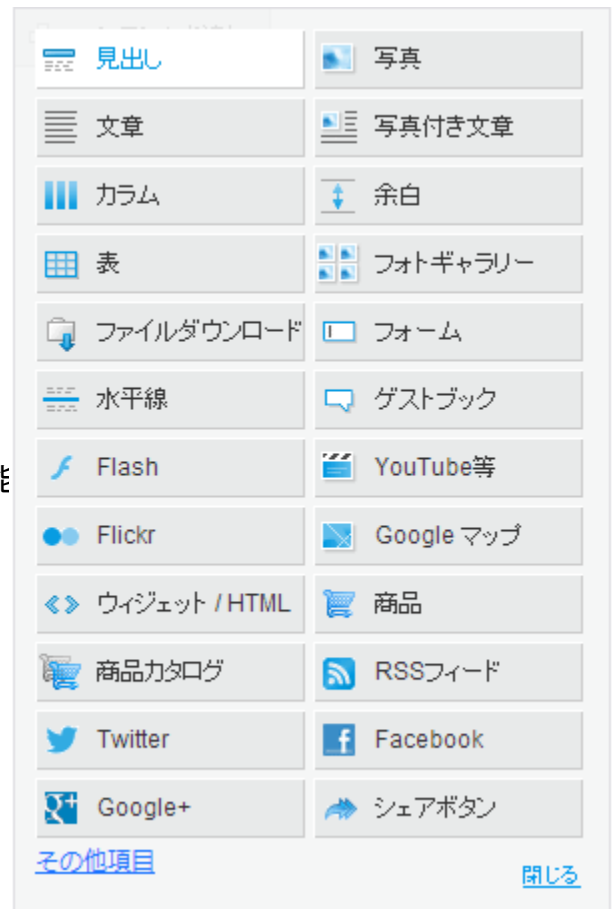 見出し
写真
文章
写真付き文章
カラム
余白
表
フォトギャラリー
ファイルダウンロード
フォーム
水平線
ゲストブック
Flash
YouTube等
Flickr
Google マップ
ウィジェット / HTML
商品
商品カタログ
RSSフィード
Twitter
Facebook
Google+
シェアボタン
その他項目
閉じる